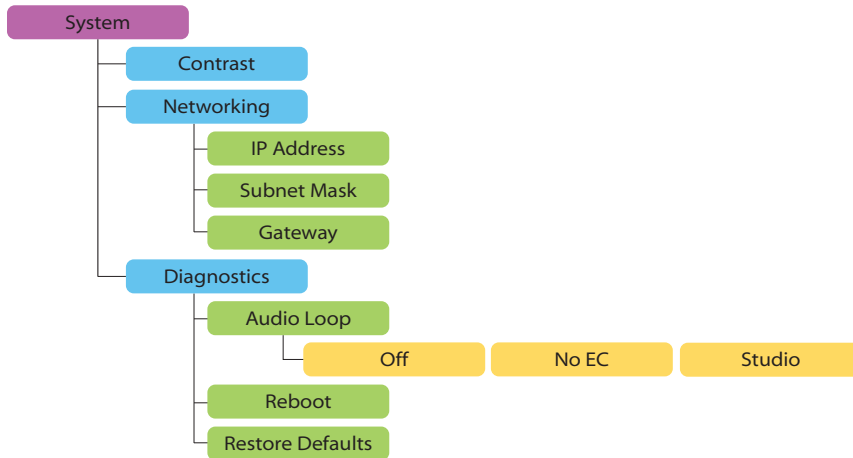 System
Contrast
Networking
IP Address
Subnet Mask
Gateway
Diagnostics
Audio Loop
Off No EC Studio
Reboot
Restore Defaults